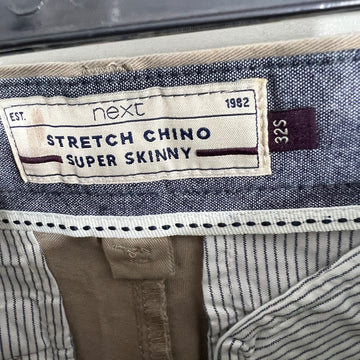 EST. next 1982
STRETCH CHINO
SUPER SKINNY
32S